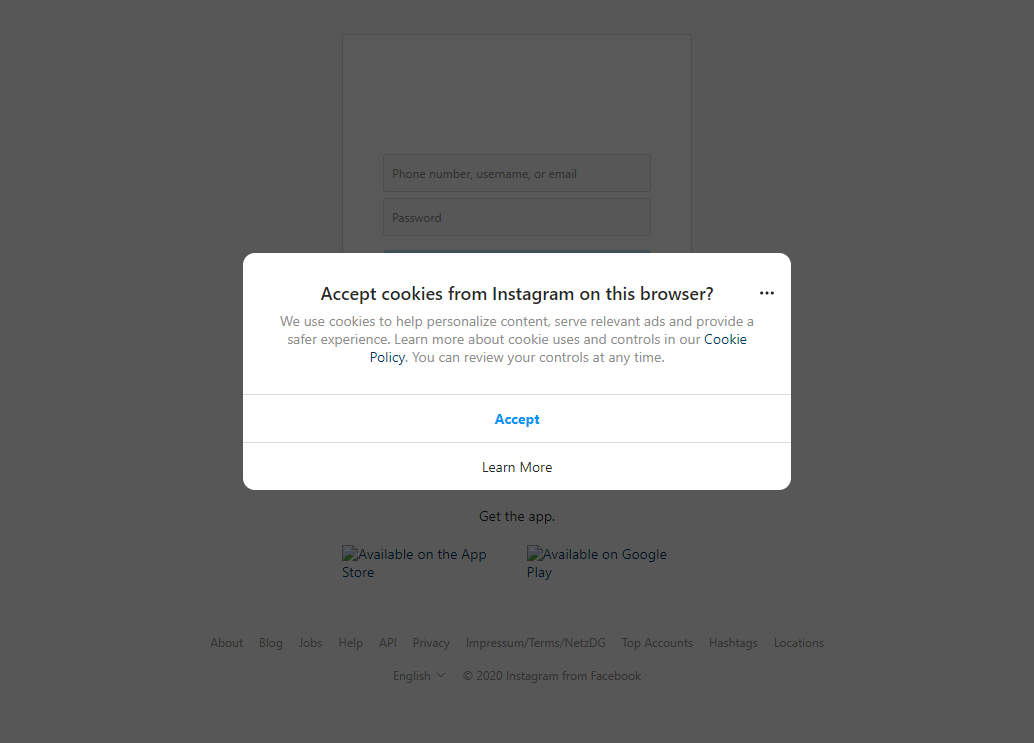 Phone number, username, or email
Password
Accept cookies from Instagram on this browser?
We use cookies to help personalize content, serve relevant ads and provide a
safer experience. Learn more about cookie uses and controls in our Cookie
Policy. You can review your controls at any time.
Accept
Learn More
Get the app.
Available on the App
Store
Available on Google
Play
About Blog Jobs Help API Privacy Impressum/Terms/NetzDG Top Accounts Hashtags Locations
English © 2020 Instagram from Facebook